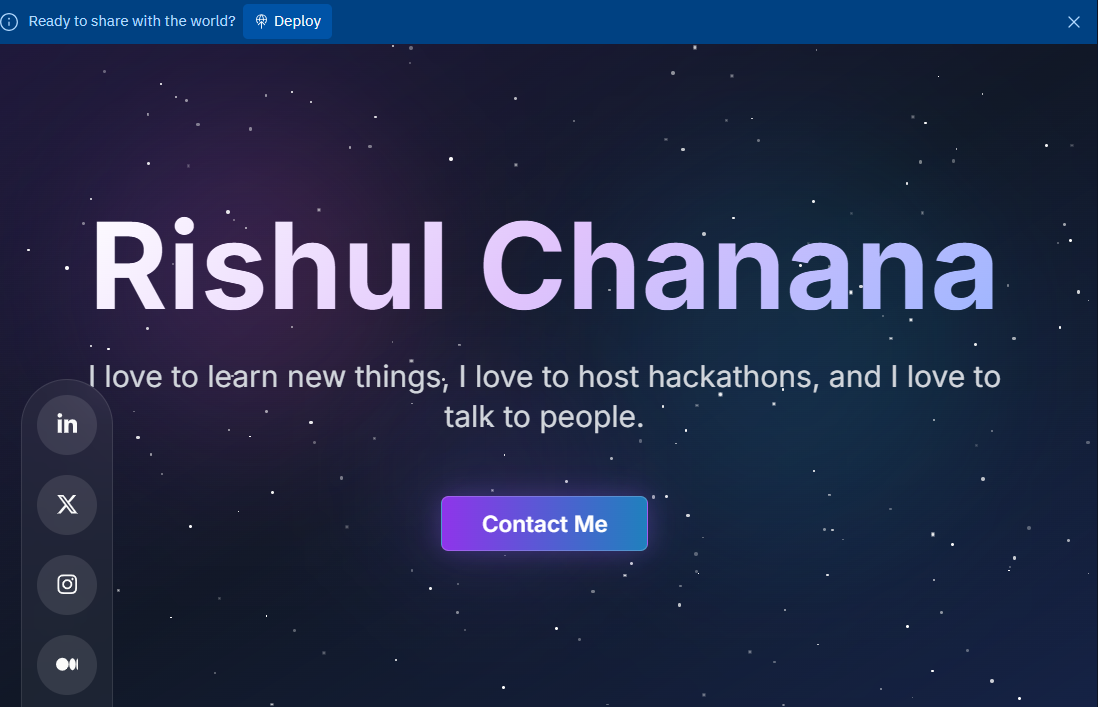 Ready to share with the world? Deploy
Rishul Chanana
I love to learn new things, I love to host hackathons, and I love to
talk to people.
in
X
Contact Me